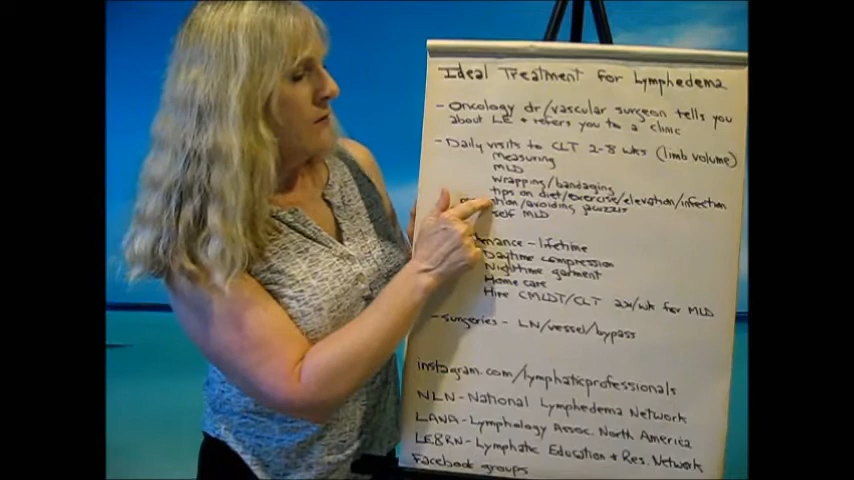 Ideal Treatment for Lymphedema
- Oncology dr/vascular surgeon tells you
about LE + refers you to a clinic
- Daily visits to CLT 2-8 wks (limb volume)
Measuring
MLD
Wrapping/bandaging
tips on diet/exercise/elevation/infection
/avoiding
self MLD
tenance - lifetime
Daytime compression
Nighttime garment
Home care
Hire CMLDT/CLT 2x/wk for MLD
- Surgeries - LN/vessel/bypass
instagram.com/lymphaticprofessionals
NLN - National Lymphedema Network
LANA - Lymphology Assoc. North America
LE&RN - Lymphatic Education + Res. Network
Facebook groups